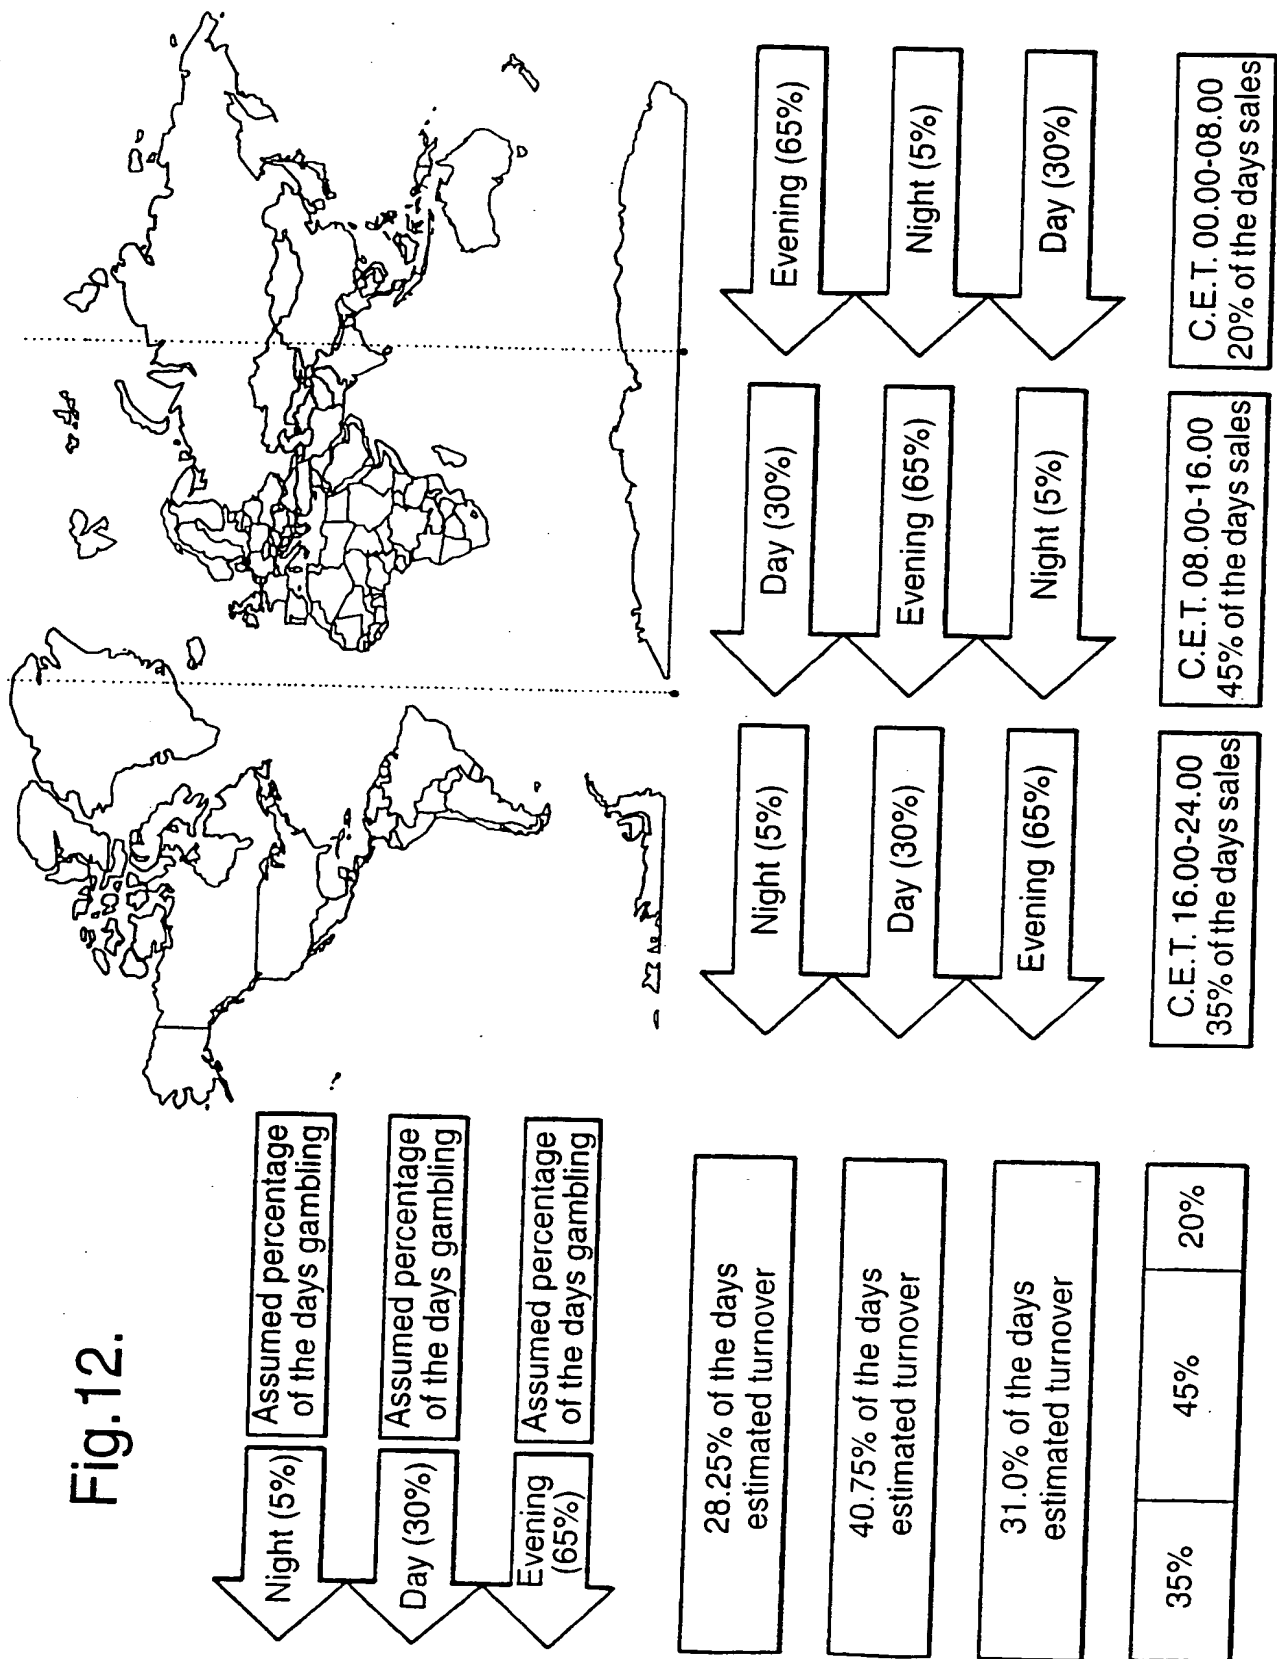 Fig.12.
Night (5%)
Assumed percentage
of the days gambling
Day (30%)
Assumed percentage
of the days gambling
Evening
(65%)
Assumed percentage
of the days gambling
28.25% of the days
estimated turnover
Night (5%)
Day (30%)
Evening (65%)
40.75% of the days
estimated turnover
Day (30%)
Evening (65%)
Night (5%)
31.0% of the days
estimated turnover
Evening (65%)
Night (5%)
Day (30%)
35%
45%
20%
C.E.T. 16.00-24.00
35% of the days sales
C.E.T. 08.00-16.00
45% of the days sales
C.E.T. 00.00-08.00
20% of the days sales